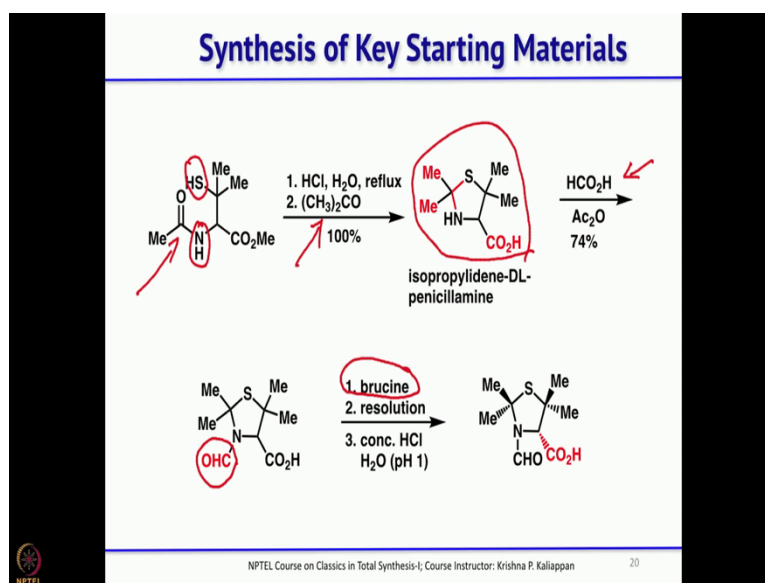 Synthesis of Key Starting Materials
HS Me
Me
O
Me N
H CO₂Me
1. HCl, H₂O, reflux
2. (CH₃)₂CO
100%
Me S Me
Me Me
HN
CO₂H
isopropylidene-DL-
penicillamine
HCO₂H
Ac₂O
74%
Me S Me
Me Me
N
OHC CO₂H
1. brucine
2. resolution
3. conc. HCl
H₂O (pH 1)
Me S Me
Me Me
N
CHO CO₂H
NPTEL
NPTEL Course on Classics in Total Synthesis-I; Course Instructor: Krishna P. Kaliappan
20